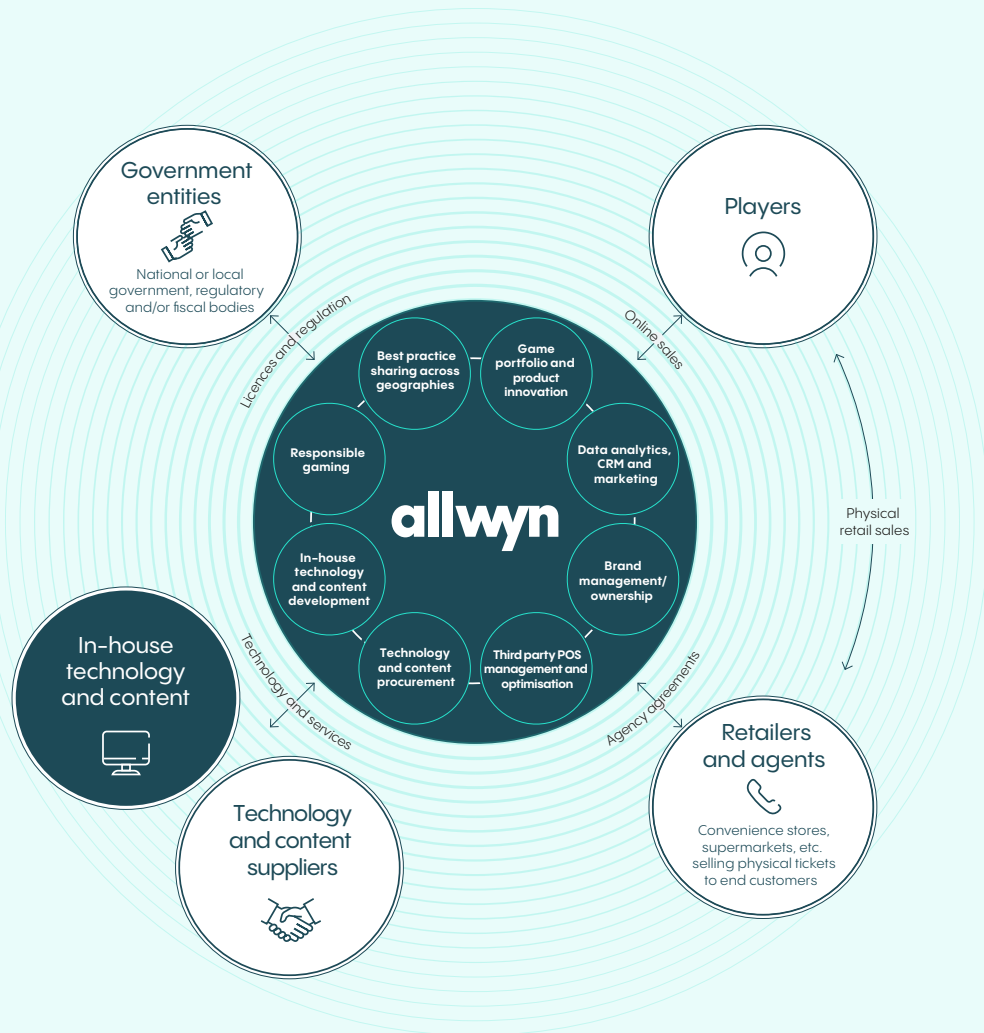 Government
entities
National or local
government, regulatory
and/or fiscal bodies
Players
Licences and regulation
Online sales
Best practice
sharing across
geographies
Game
portfolio and
product
innovation
Responsible
gaming
Data analytics,
CRM and
marketing
allwyn
Physical
retail sales
In-house
technology
and content
development
Brand
management/
ownership
Technology
and content
procurement
Third party POS
management and
optimisation
In-house
technology
and content
Technology and services
Agency agreements
Technology
and content
suppliers
Retailers
and agents
Convenience stores,
supermarkets, etc.
selling physical tickets
to end customers